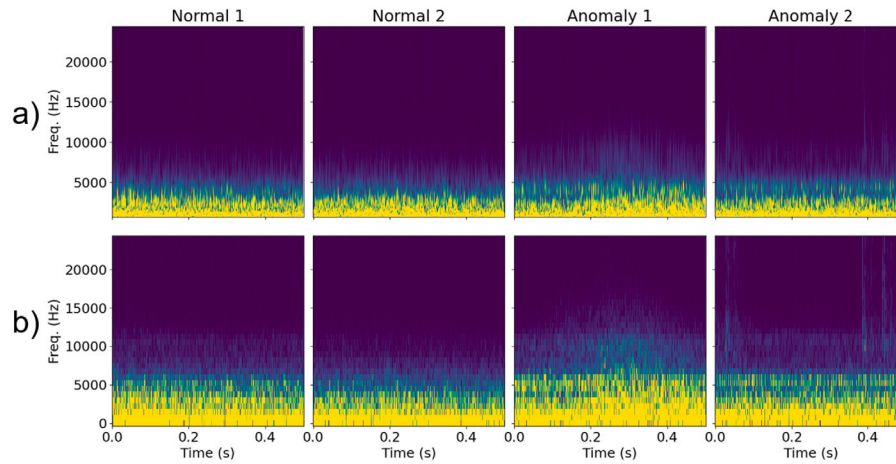 Normal 1 Normal 2 Anomaly 1 Anomaly 2
a)
Freq. (Hz)
20000
15000
10000
5000
b)
Freq. (Hz)
20000
15000
10000
5000
0
0.0 0.2 0.4 0.0 0.2 0.4 0.0 0.2 0.4 0.0 0.2 0.4
Time (s) Time (s) Time (s) Time (s)